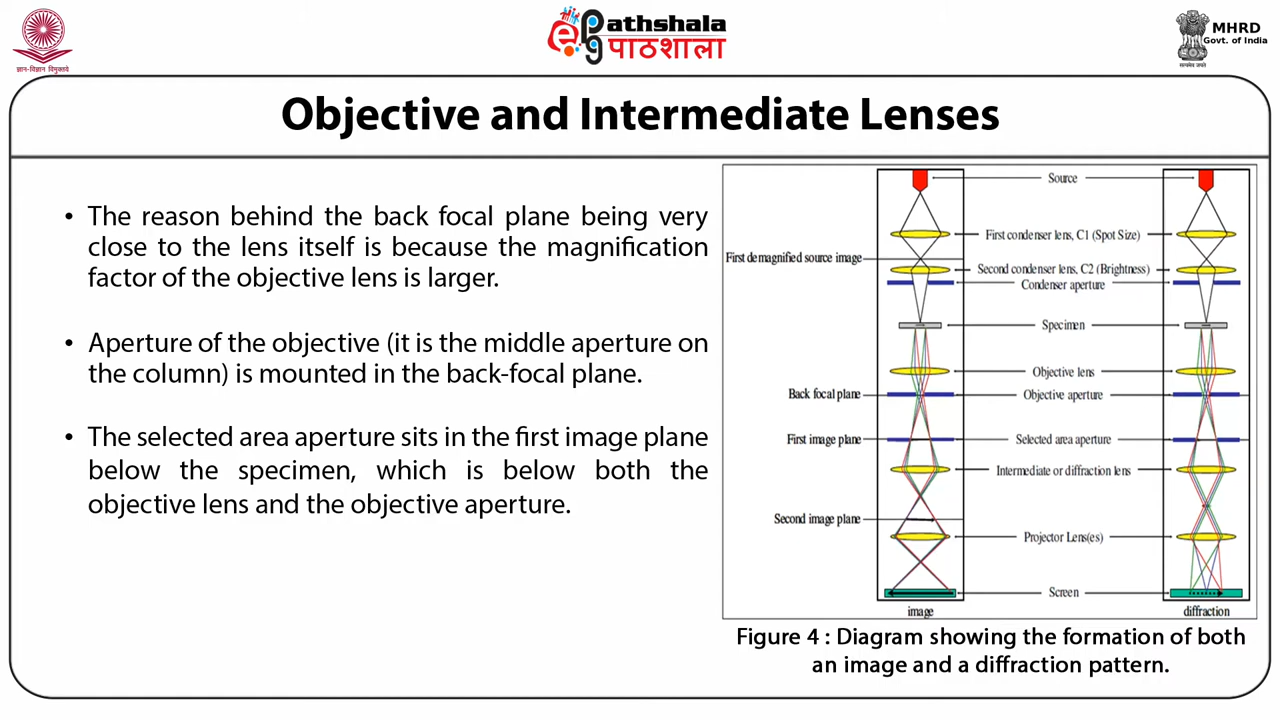 ज्ञान-विज्ञान विमुक्तये
ePathshala
पाठशाला
MHRD
Govt. of India
सत्यमेव जयते
Objective and Intermediate Lenses
• The reason behind the back focal plane being very
close to the lens itself is because the magnification
factor of the objective lens is larger.
• Aperture of the objective (it is the middle aperture on
the column) is mounted in the back-focal plane.
• The selected area aperture sits in the first image plane
below the specimen, which is below both the
objective lens and the objective aperture.
Source
First condenser lens, C1 (Spot Size)
First demagnified source image
Second condenser lens, C2 (Brightness)
Condenser aperture
Specimen
Objective lens
Back focal plane
Objective aperture
First image plane
Selected area aperture
Intermediate or diffraction lens
Second image plane
Projector Lens(es)
Screen
image
diffraction
Figure 4 : Diagram showing the formation of both
an image and a diffraction pattern.